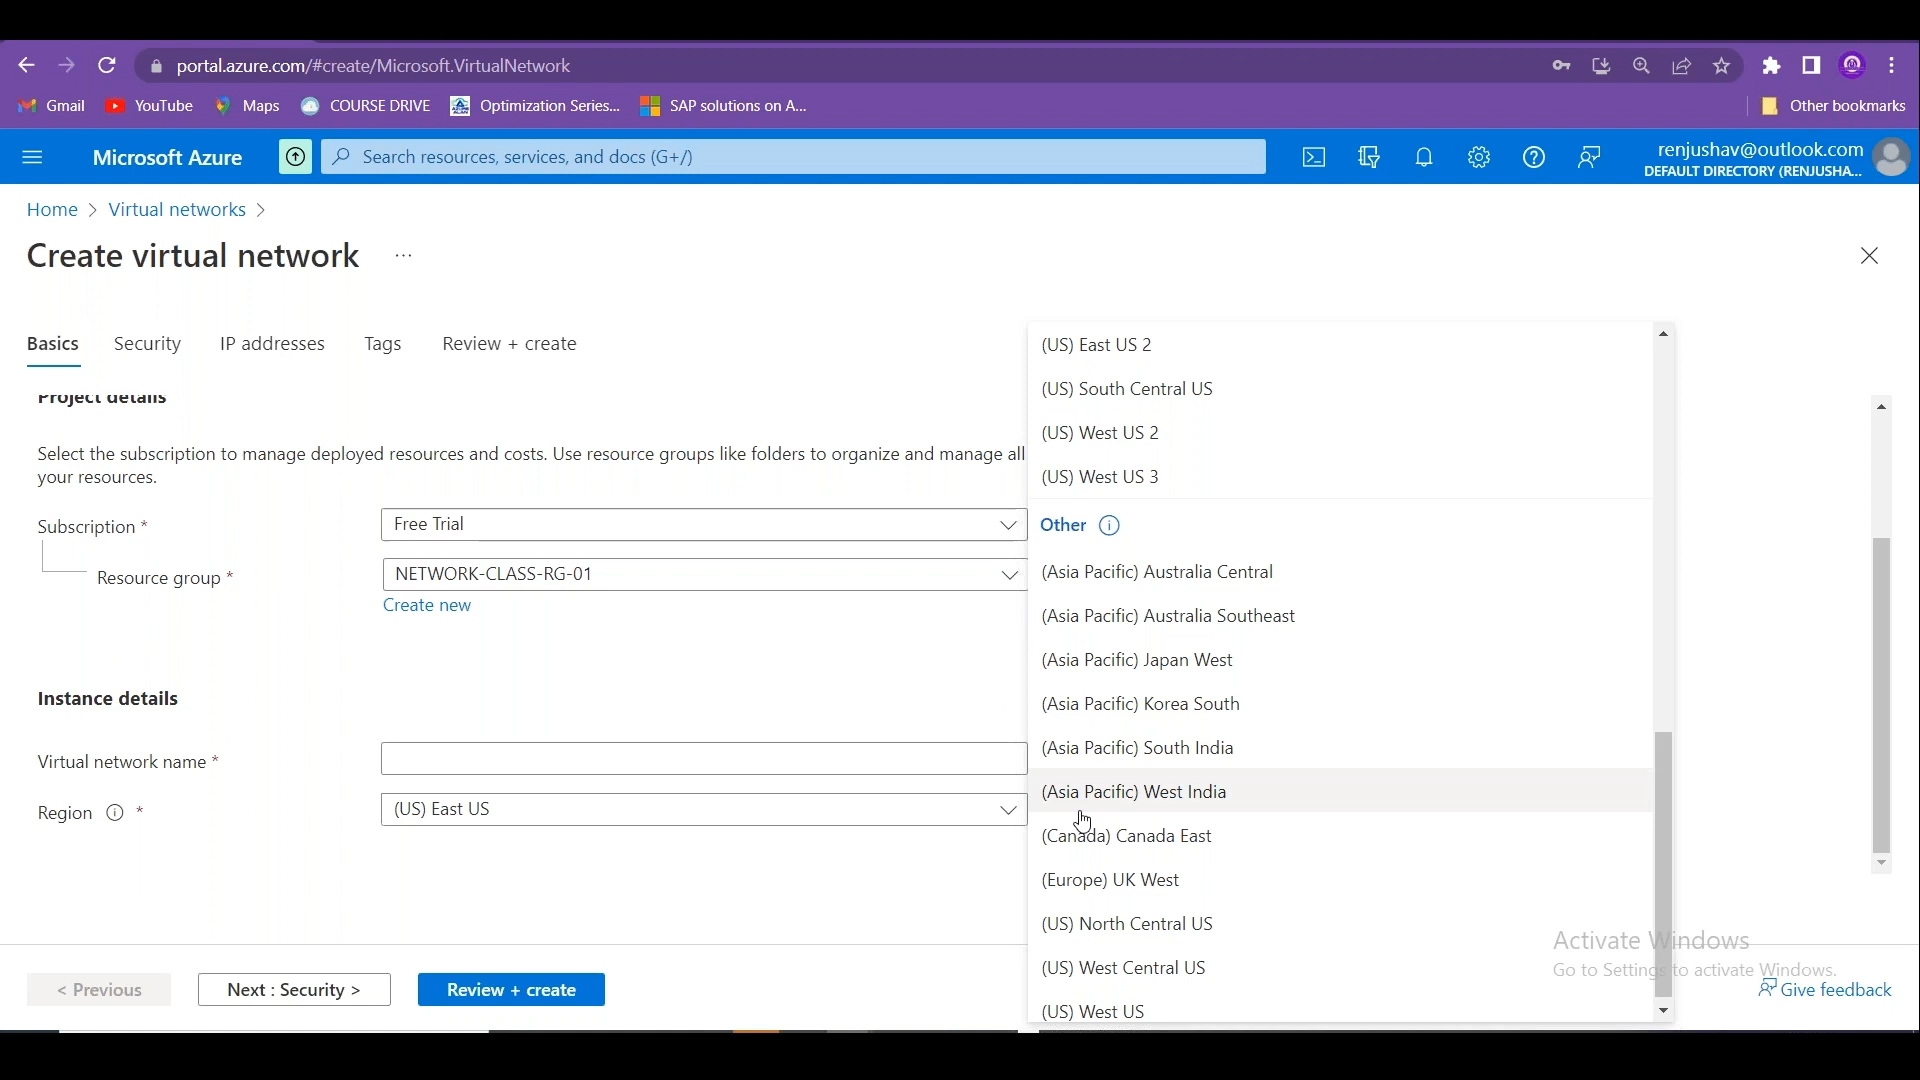 portal.azure.com/#create/Microsoft.VirtualNetwork
Gmail YouTube Maps COURSE DRIVE Optimization Series... SAP solutions on A... Other bookmarks
Microsoft Azure Search resources, services, and docs (G+/) renjushav@outlook.com
DEFAULT DIRECTORY (RENJUSHA...
Home > Virtual networks >
Create virtual network ...
Basics Security IP addresses Tags Review + create
Project details
Select the subscription to manage deployed resources and costs. Use resource groups like folders to organize and manage all
your resources.
Subscription * Free Trial
Resource group * NETWORK-CLASS-RG-01
Create new
Instance details
Virtual network name *
Region * (US) East US
(US) East US 2
(US) South Central US
(US) West US 2
(US) West US 3
Other
(Asia Pacific) Australia Central
(Asia Pacific) Australia Southeast
(Asia Pacific) Japan West
(Asia Pacific) Korea South
(Asia Pacific) South India
(Asia Pacific) West India
(Canada) Canada East
(Europe) UK West
(US) North Central US
(US) West Central US
(US) West US
Activate Windows
Go to Settings to activate Windows.
< Previous Next : Security > Review + create Give feedback